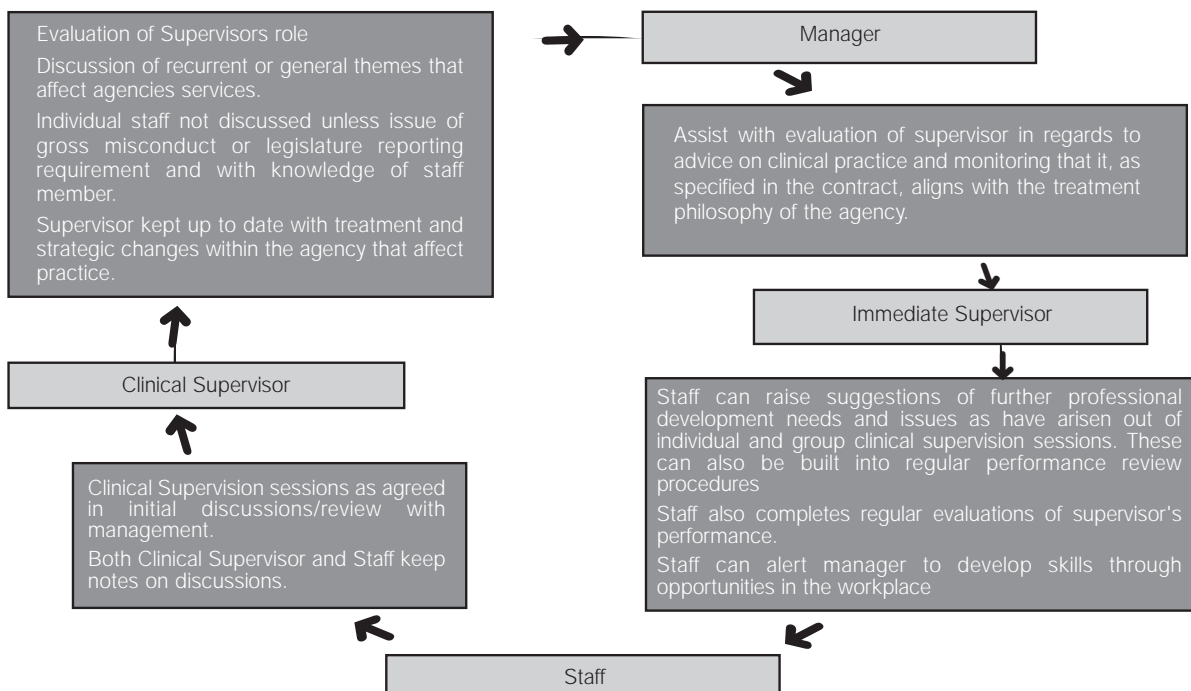 Evaluation of Supervisors role
Discussion of recurrent or general themes that
affect agencies services.
Individual staff not discussed unless issue of
gross misconduct or legislature reporting
requirement and with knowledge of staff
member.
Supervisor kept up to date with treatment and
strategic changes within the agency that affect
practice.
Manager
Assist with evaluation of supervisor in regards to
advice on clinical practice and monitoring that it, as
specified in the contract, aligns with the treatment
philosophy of the agency.
Immediate Supervisor
Staff can raise suggestions of further professional
development needs and issues as have arisen out of
individual and group clinical supervision sessions. These
can also be built into regular performance review
procedures
Staff also completes regular evaluations of supervisor's
performance.
Staff can alert manager to develop skills through
opportunities in the workplace
Staff
Clinical Supervision sessions as agreed
in initial discussions/review with
management.
Both Clinical Supervisor and Staff keep
notes on discussions.
Clinical Supervisor